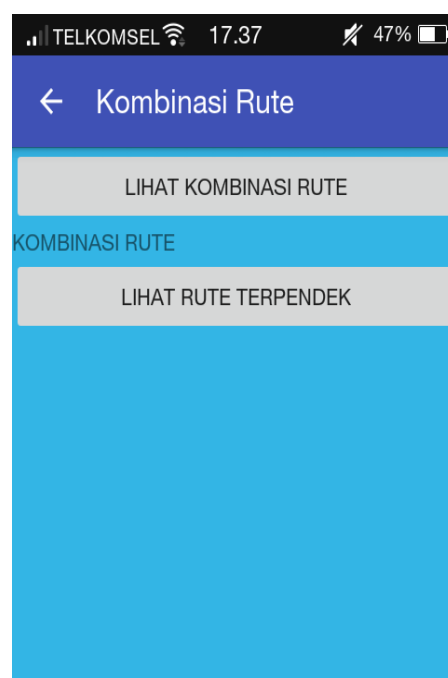 TELKOMSEL 17.37 47%
Kombinasi Rute
LIHAT KOMBINASI RUTE
KOMBINASI RUTE
LIHAT RUTE TERPENDEK